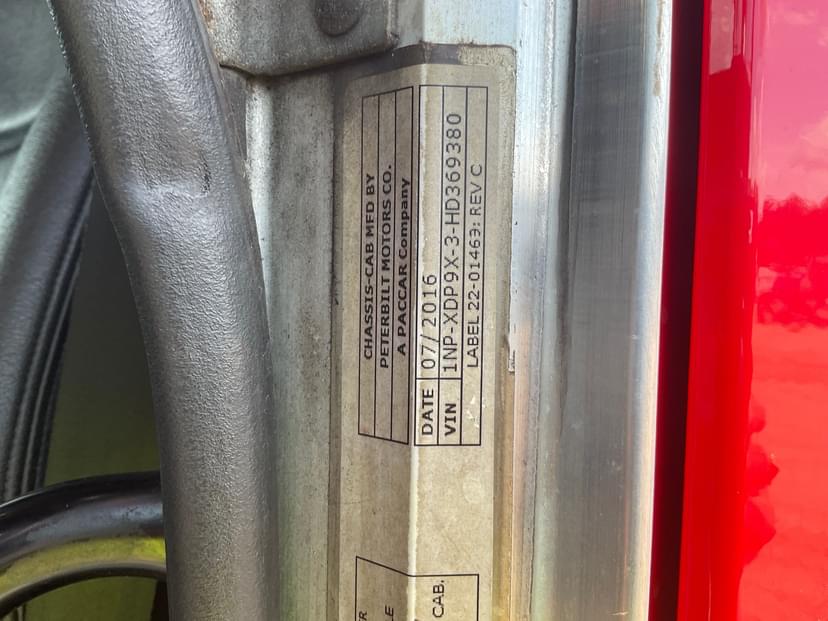 CHASSIS-CAB MFD BY
PETERBILT MOTORS CO.
A PACCAR Company
DATE 07/2016
VIN 1NP-XDP9X-3-HD369380
LABEL 22-01469: REV C
CAB.